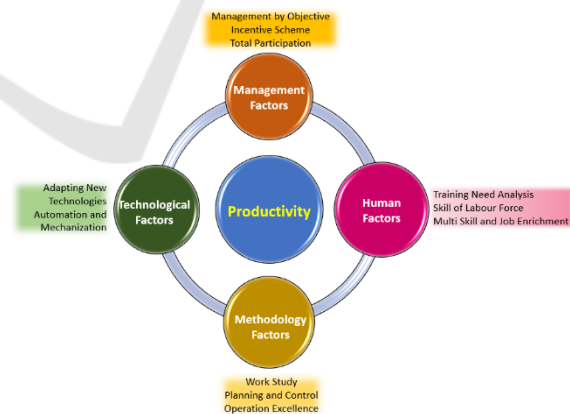 Management by Objective
Incentive Scheme
Total Participation
Management
Factors
Adapting New
Technologies
Automation and
Mechanization
Technological
Factors
Productivity
Human
Factors
Training Need Analysis
Skill of Labour Force
Multi Skill and Job Enrichment
Methodology
Factors
Work Study
Planning and Control
Operation Excellence